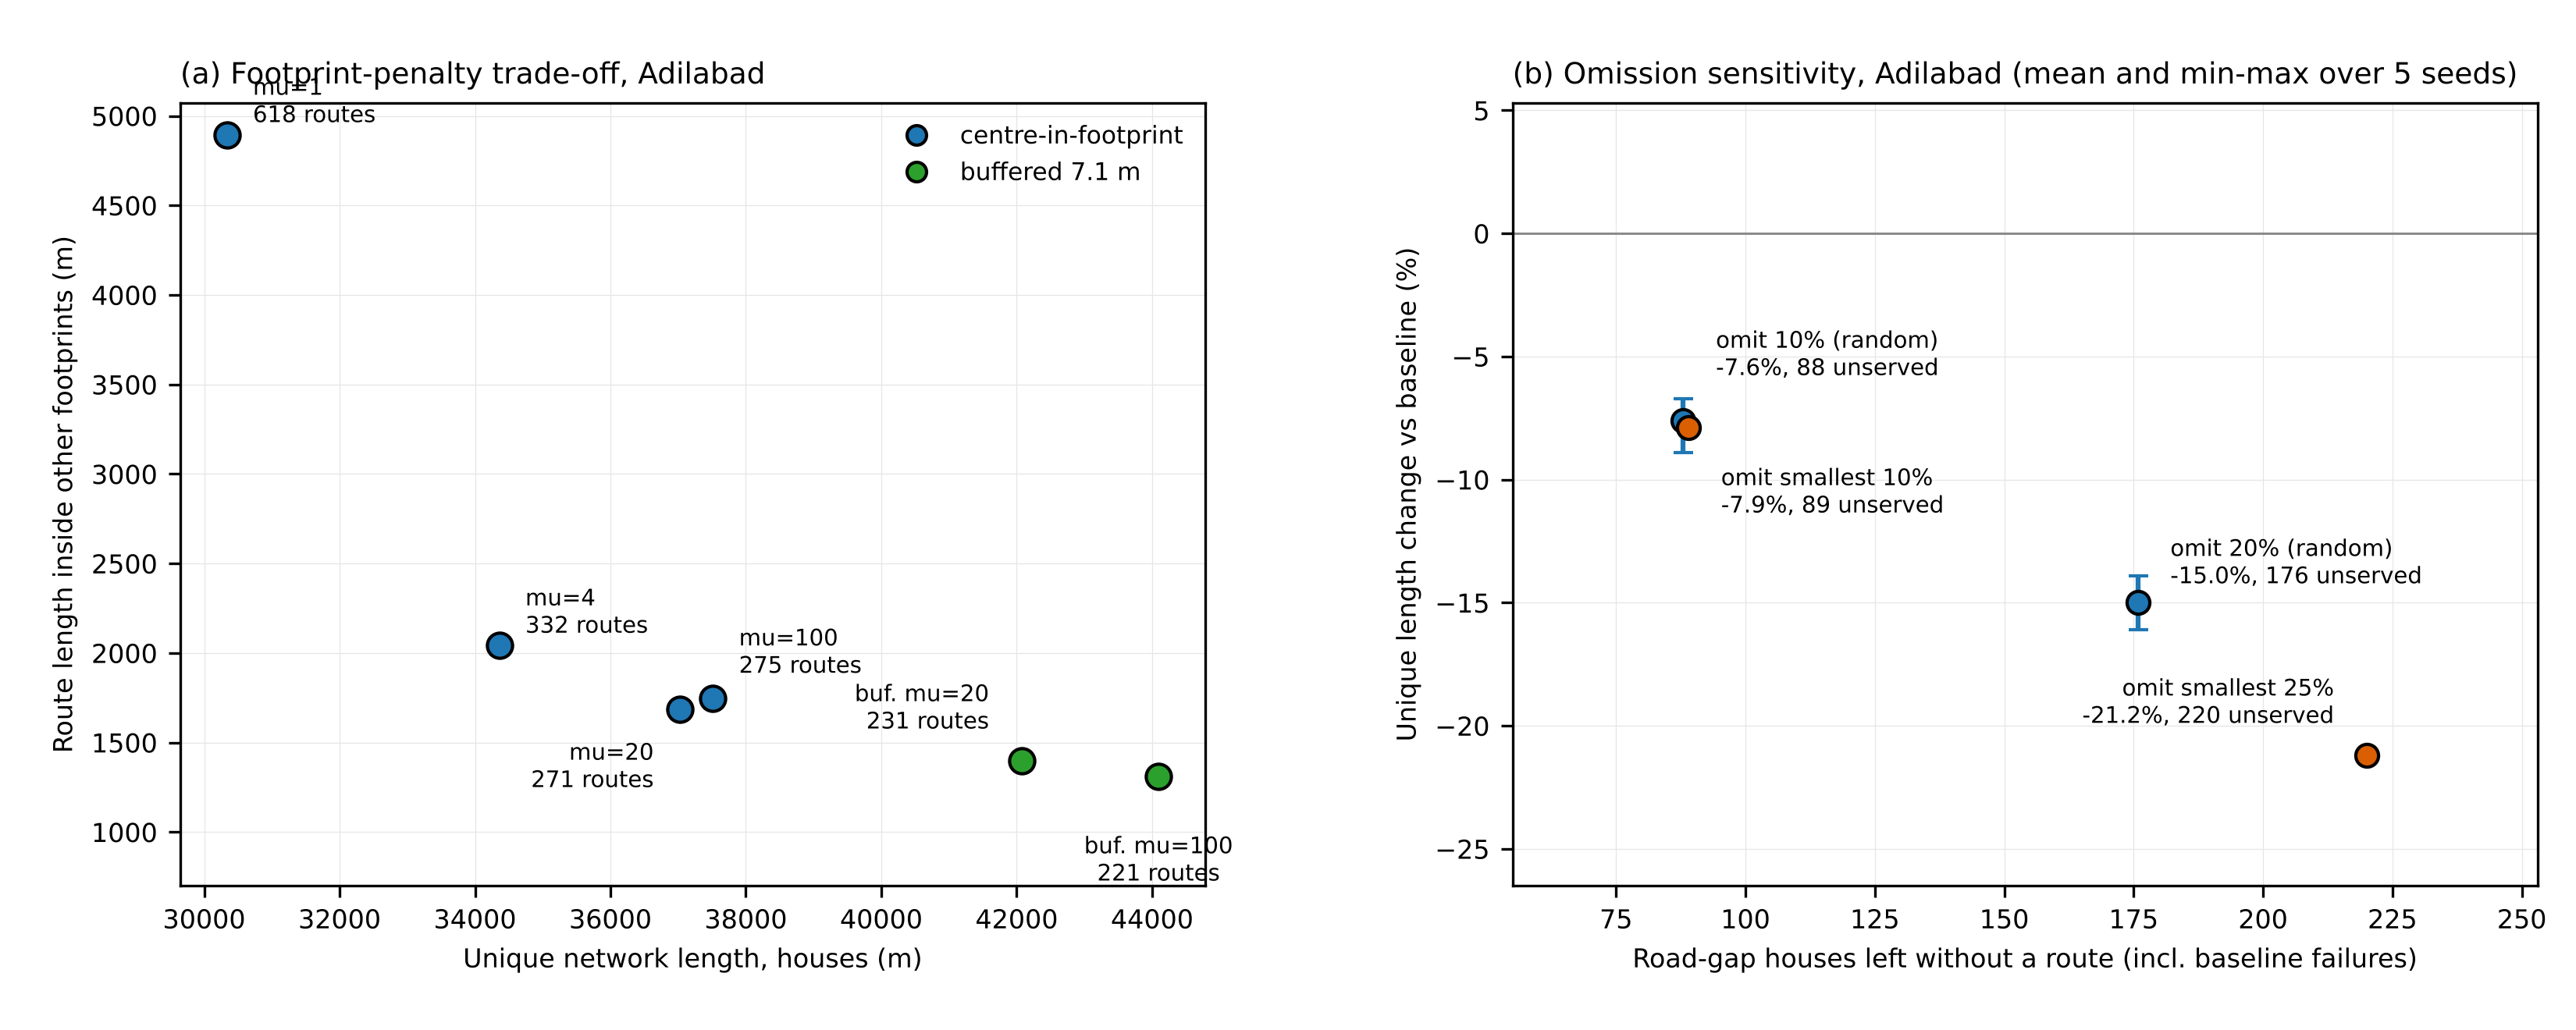 (a) Footprint-penalty trade-off, Adilabad
mu=1
618 routes
centre-in-footprint
buffered 7.1 m
mu=4
332 routes
mu=100
275 routes
buf. mu=20
231 routes
mu=20
271 routes
buf. mu=100
221 routes
5000
4500
4000
3500
3000
2500
2000
1500
1000
Route length inside other footprints (m)
30000 32000 34000 36000 38000 40000 42000 44000
Unique network length, houses (m)
(b) Omission sensitivity, Adilabad (mean and min-max over 5 seeds)
omit 10% (random)
-7.6%, 88 unserved
omit smallest 10%
-7.9%, 89 unserved
omit 20% (random)
-15.0%, 176 unserved
omit smallest 25%
-21.2%, 220 unserved
5
0
−5
−10
−15
−20
−25
Unique length change vs baseline (%)
75 100 125 150 175 200 225 250
Road-gap houses left without a route (incl. baseline failures)